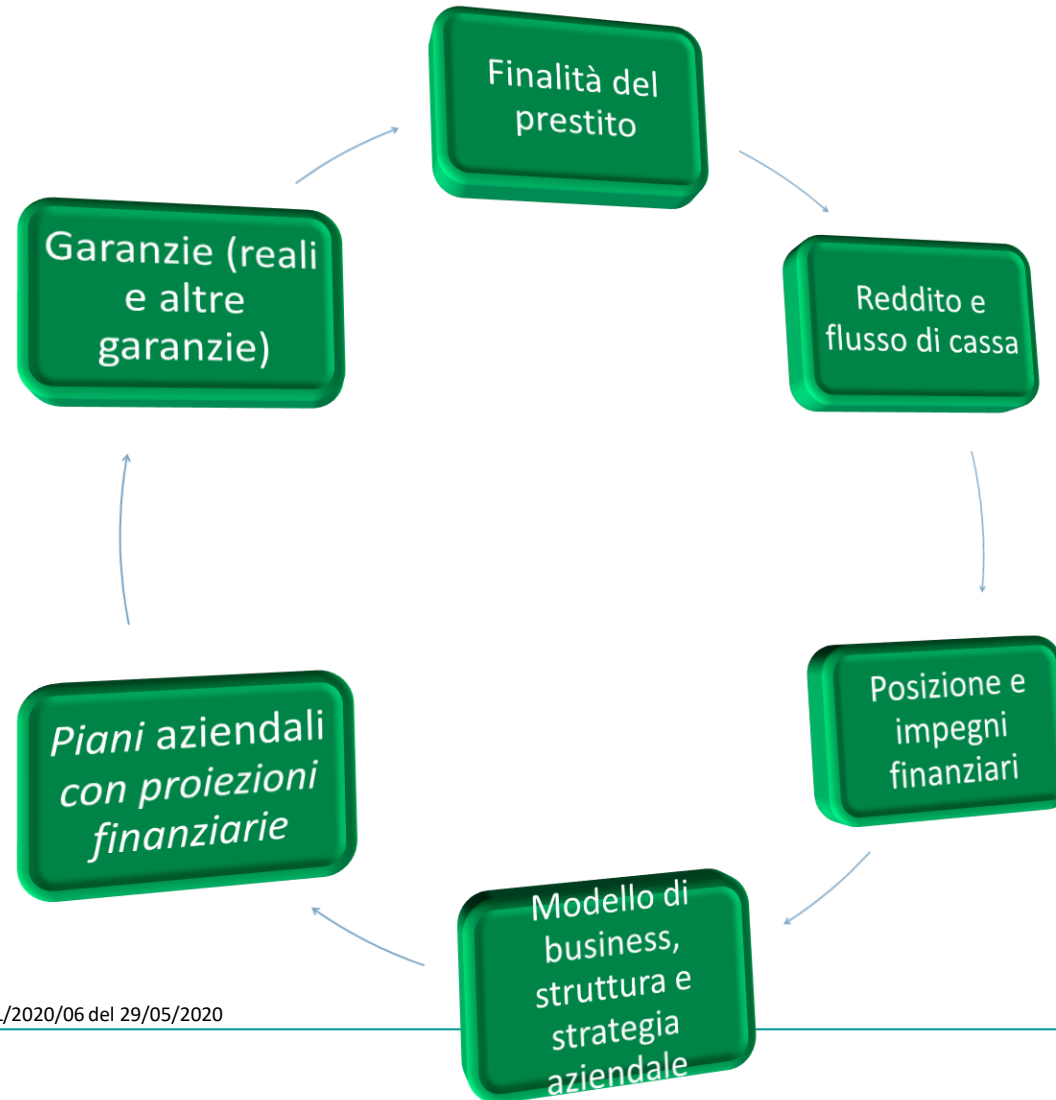 Finalità del
prestito
Reddito e
flusso di cassa
Posizione e
impegni
finanziari
Modello di
business,
struttura e
strategia
aziendale
Piani aziendali
con proiezioni
finanziarie
Garanzie (reali
e altre
garanzie)
/2020/06 del 29/05/2020